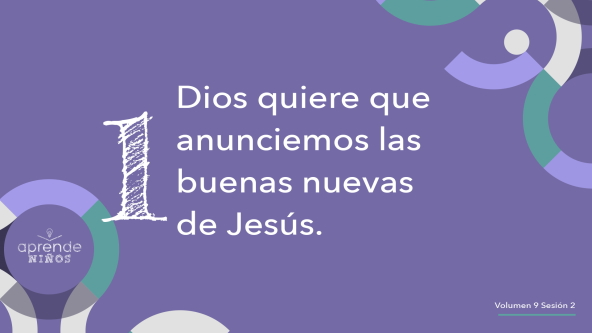 1
Dios quiere que
anunciemos las
buenas nuevas
de Jesús.
aprende
NIÑOS
Volumen 9 Sesión 2